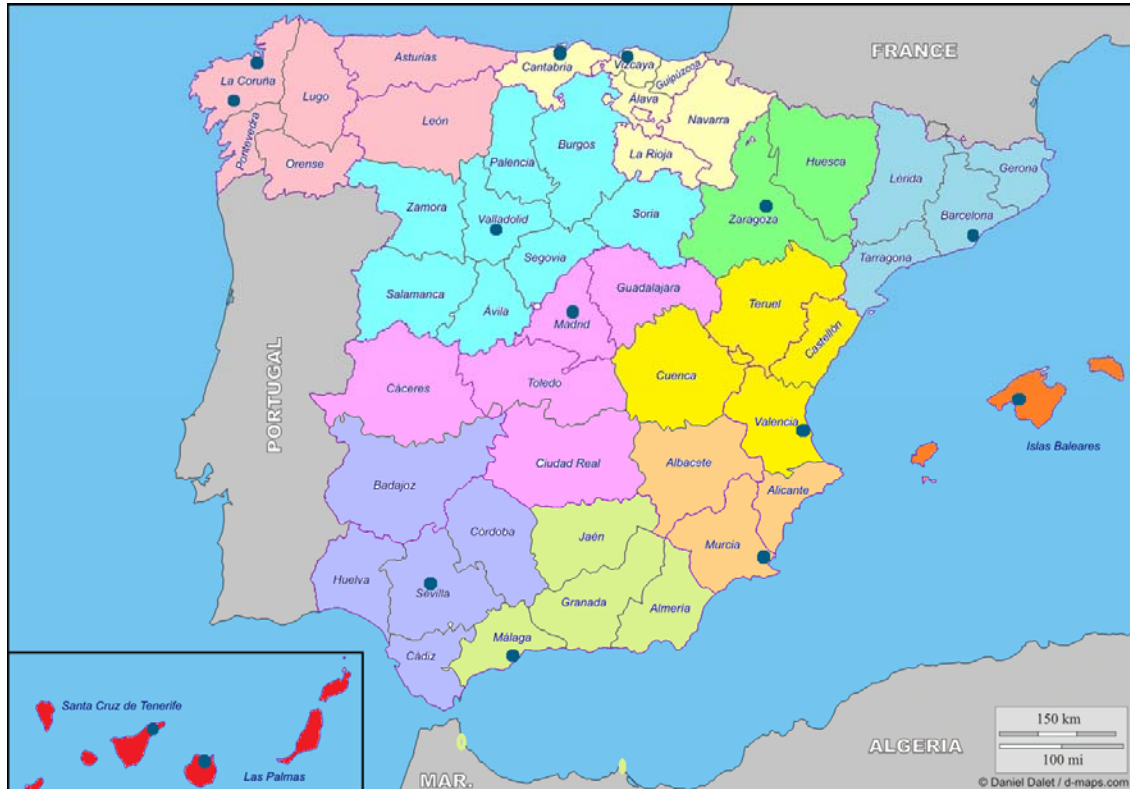 FRANCE
Asturias
Cantabria
Vizcaya
Guipúzcoa
La Coruña
Lugo
León
Álava
Navarra
Pontevedra
Orense
Palencia
Burgos
La Rioja
Huesca
Lérida
Gerona
Zamora
Valladolid
Soria
Zaragoza
Barcelona
Segovia
Tarragona
Salamanca
Ávila
Guadalajara
Teruel
Madrid
Castellón
PORTUGAL
Cáceres
Toledo
Cuenca
Valencia
Islas Baleares
Badajoz
Ciudad Real
Albacete
Alicante
Córdoba
Jaén
Murcia
Huelva
Sevilla
Granada
Almería
Málaga
Cádiz
Santa Cruz de Tenerife
Las Palmas
MAR.
ALGERIA
150 km
100 mi
© Daniel Dalet / d-maps.com